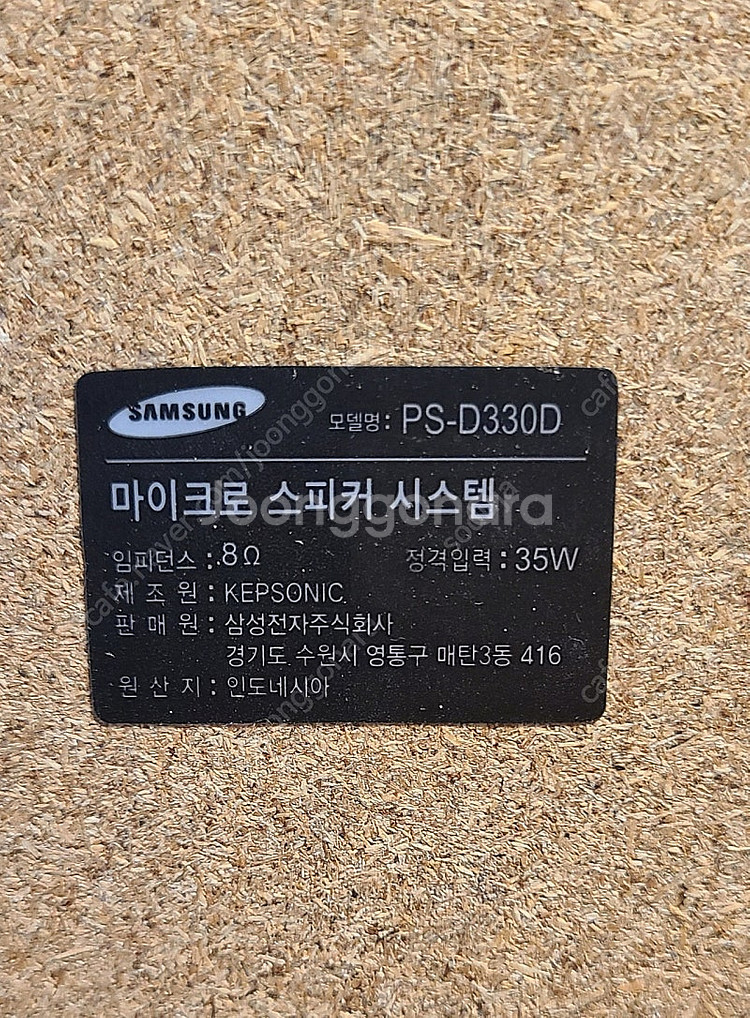 SAMSUNG 모델명: PS-D330D
마이크로 스피커 시스템
joonggonara
임피던스 : 8Ω 정격입력 : 35W
제 조 원 : KEPSONIC
판 매 원 : 삼성전자주식회사
경기도 수원시 영통구 매탄3동 416
원 산 지 : 인도네시아